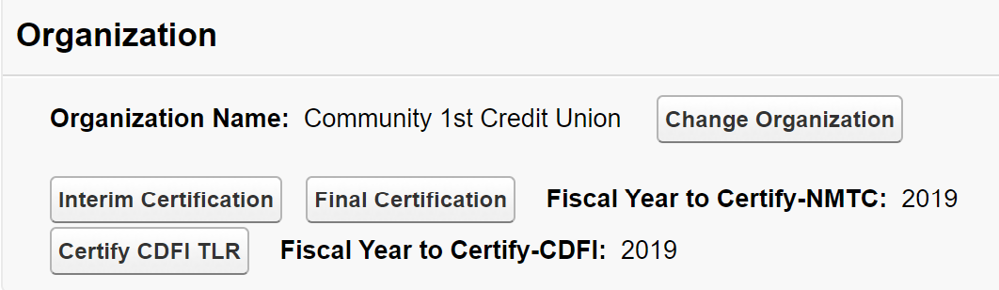 Organization
Organization Name: Community 1st Credit Union Change Organization
Interim Certification Final Certification Fiscal Year to Certify-NMTC: 2019
Certify CDFI TLR Fiscal Year to Certify-CDFI: 2019